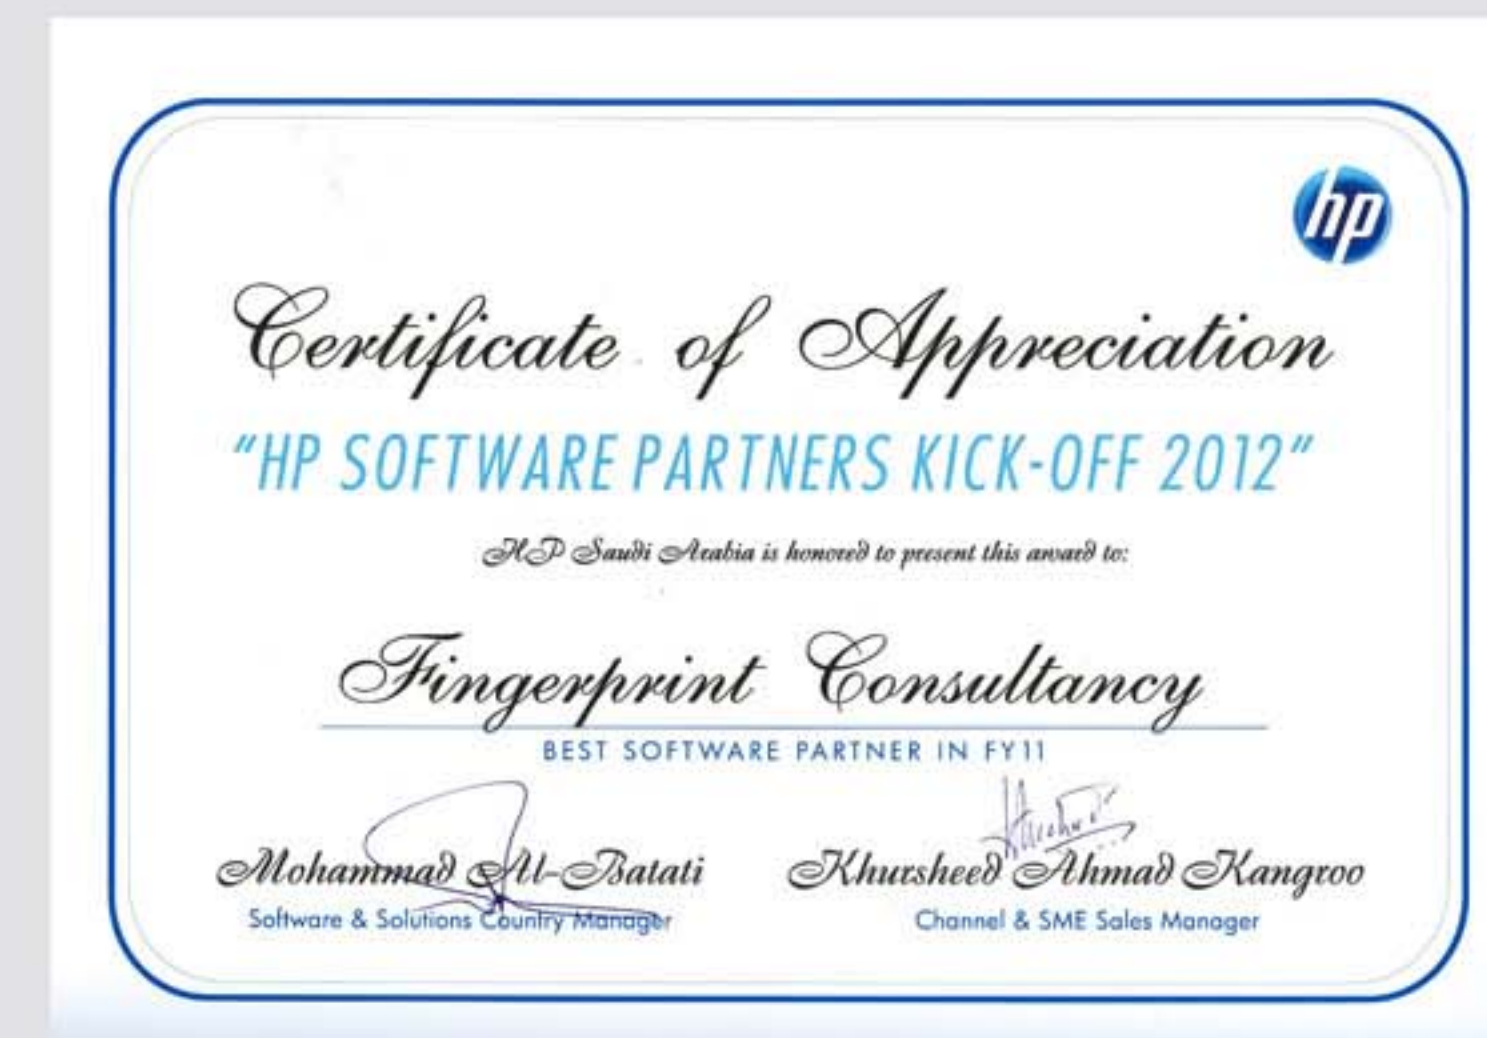 hp
Certificate of Appreciation
"HP SOFTWARE PARTNERS KICK-OFF 2012"
HP Saudi Arabia is honored to present this award to:
Fingerprint Consultancy
BEST SOFTWARE PARTNER IN FY11
Mohammad Al-Batati
Software & Solutions Country Manager
Khursheed Ahmad Kangroo
Channel & SME Sales Manager